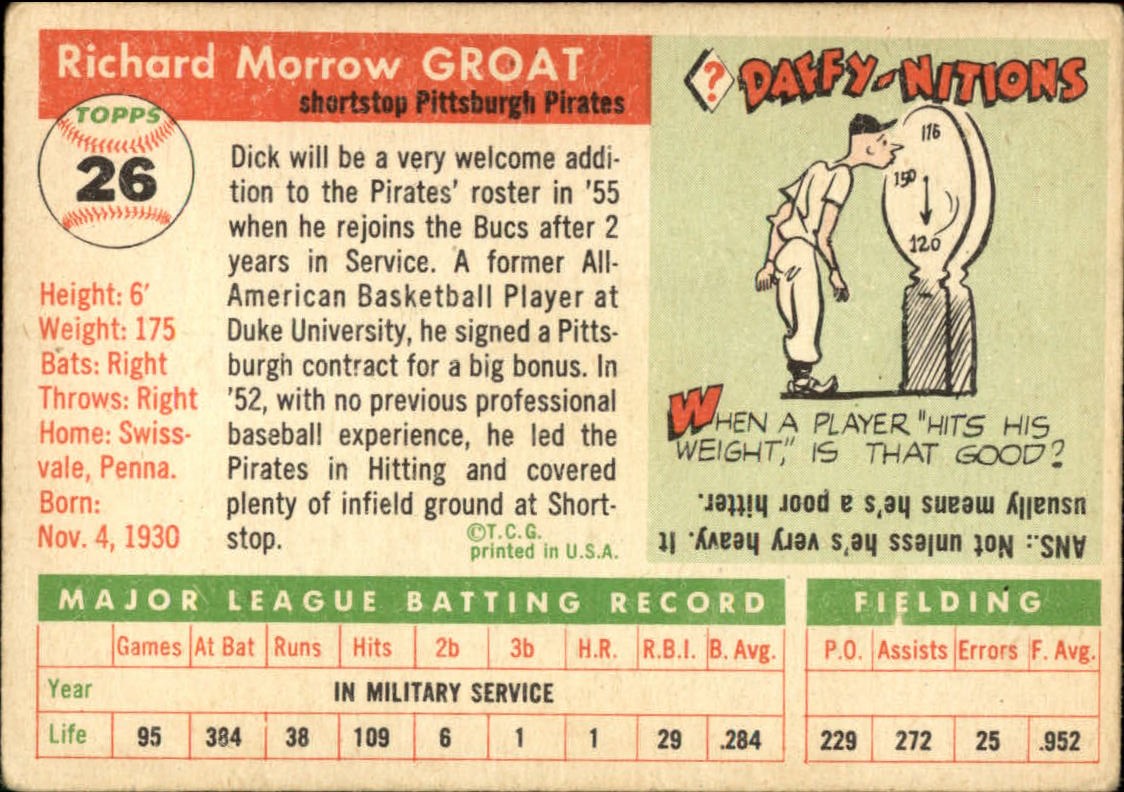 Richard Morrow GROAT
shortstop Pittsburgh Pirates
TOPPS
26
Height: 6'
Weight: 175
Bats: Right
Throws: Right
Home: Swiss-
vale, Penna.
Born:
Nov. 4, 1930
Dick will be a very welcome addi-
tion to the Pirates' roster in '55
when he rejoins the Bucs after 2
years in Service. A former All-
American Basketball Player at
Duke University, he signed a Pitts-
burgh contract for a big bonus. In
'52, with no previous professional
baseball experience, he led the
Pirates in Hitting and covered
plenty of infield ground at Short-
stop.
©T.C.G.
printed in U.S.A.
? DAFFY-NITIONS
116
150
120
WHEN A PLAYER "HITS HIS
WEIGHT," IS THAT GOOD?
ANS.: Not unless he's very heavy. It
usually means he's a poor hitter.
MAJOR LEAGUE BATTING RECORD
Games At Bat Runs Hits 2b 3b H.R. R.B.I. B. Avg.
Year IN MILITARY SERVICE
Life 95 384 38 109 6 1 1 29 .284
FIELDING
P.O. Assists Errors F. Avg.
229 272 25 .952